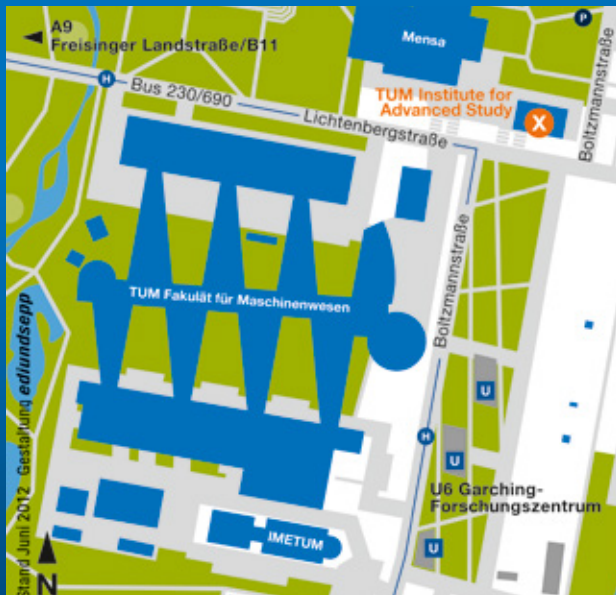 A9
Freisinger Landstraße/B11
Mensa
P
H
Bus 230/690
TUM Institute for
Advanced Study
X
Lichtenbergstraße
Boltzmannstraße
Boltzmannstraße
TUM Fakulät für Maschinenwesen
U
H
U
U6 Garching-
Forschungszentrum
U
IMETUM
Stand Juni 2012 Gestaltung ediundsepp
N